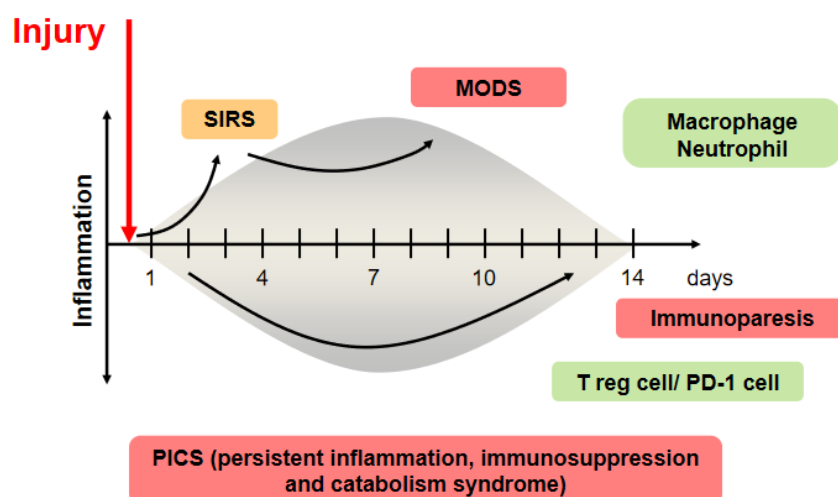 Injury
MODS
SIRS
Macrophage
Neutrophil
Inflammation
1 4 7 10 14 days
Immunoparesis
T reg cell/ PD-1 cell
PICS (persistent inflammation, immunosuppression
and catabolism syndrome)